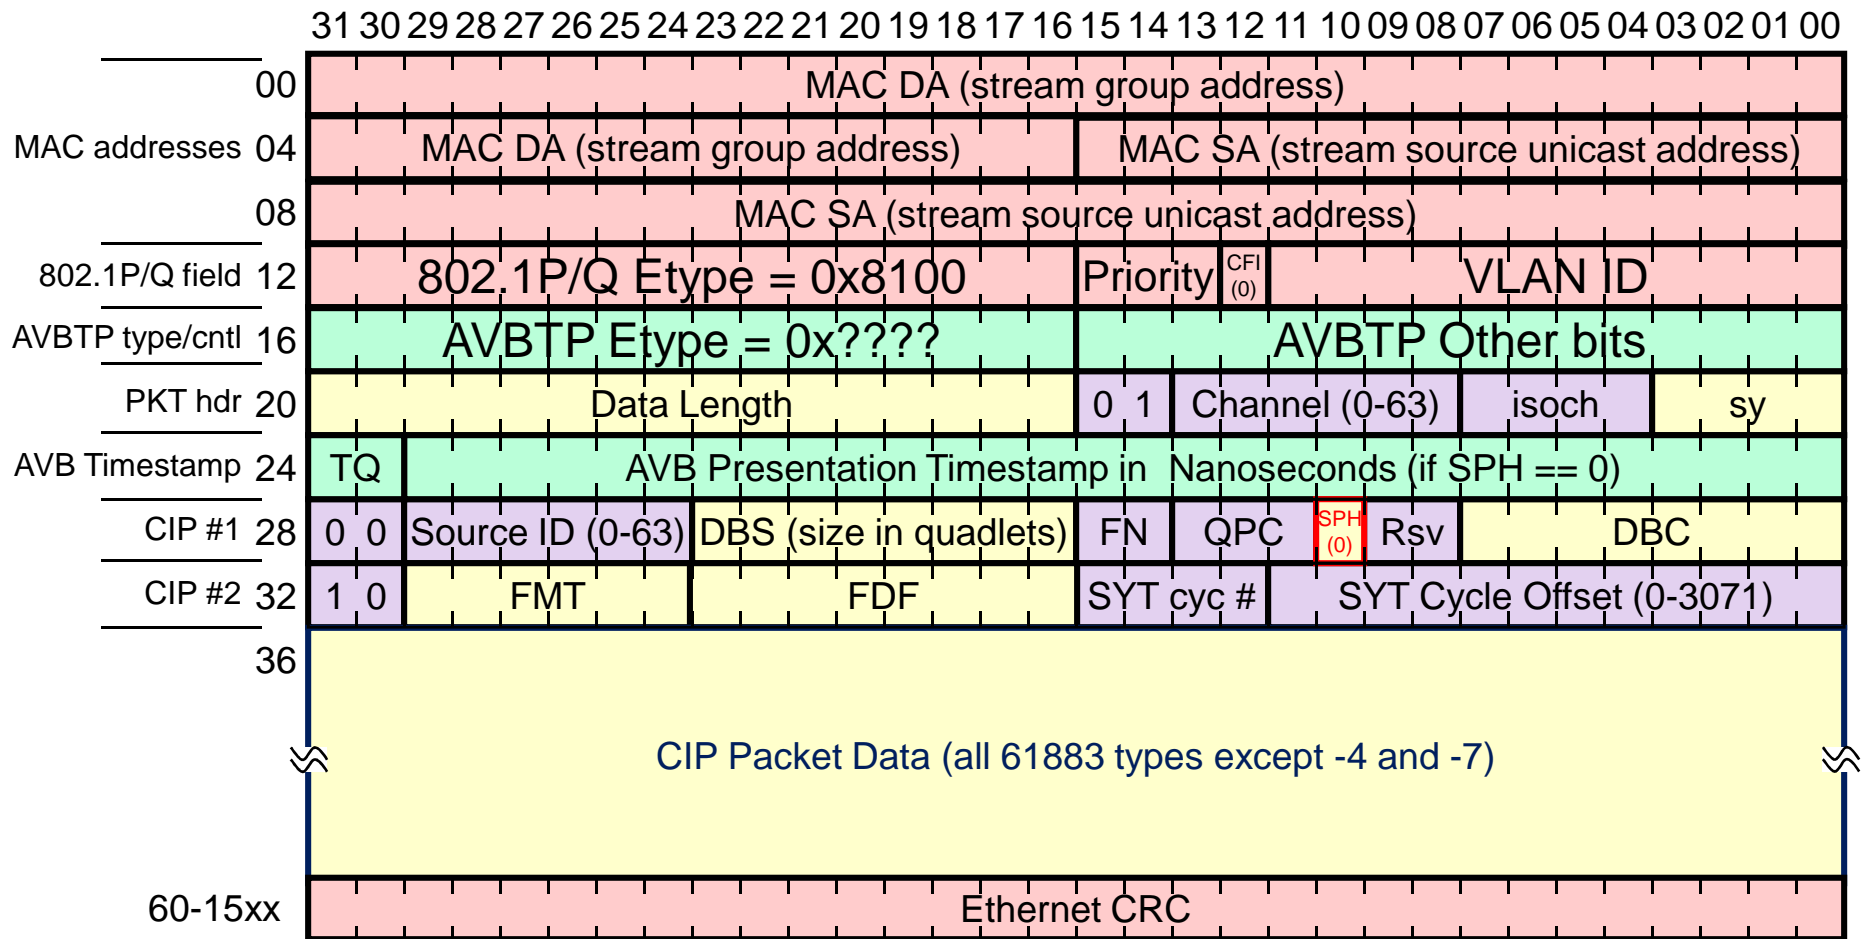 31 30 29 28 27 26 25 24 23 22 21 20 19 18 17 16 15 14 13 12 11 10 09 08 07 06 05 04 03 02 01 00
00 MAC DA (stream group address)
MAC addresses 04 MAC DA (stream group address) MAC SA (stream source unicast address)
08 MAC SA (stream source unicast address)
802.1P/Q field 12 802.1P/Q Etype = 0x8100 Priority CFI (0) VLAN ID
AVBTP type/cntl 16 AVBTP Etype = 0x???? AVBTP Other bits
PKT hdr 20 Data Length 0 1 Channel (0-63) isoch sy
AVB Timestamp 24 TQ AVB Presentation Timestamp in Nanoseconds (if SPH == 0)
CIP #1 28 0 0 Source ID (0-63) DBS (size in quadlets) FN QPC SPH (0) Rsv DBC
CIP #2 32 1 0 FMT FDF SYT cyc # SYT Cycle Offset (0-3071)
36
CIP Packet Data (all 61883 types except -4 and -7)
60-15xx Ethernet CRC